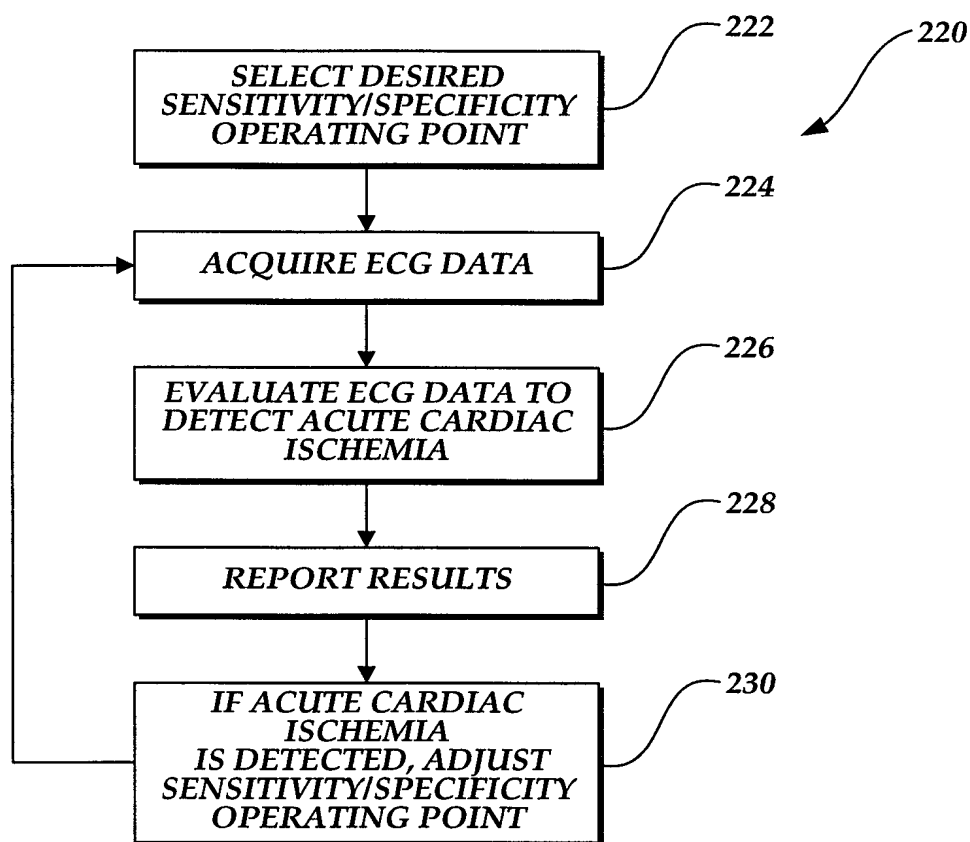 222
220
SELECT DESIRED
SENSITIVITY/SPECIFICITY
OPERATING POINT
224
ACQUIRE ECG DATA
226
EVALUATE ECG DATA TO
DETECT ACUTE CARDIAC
ISCHEMIA
228
REPORT RESULTS
230
IF ACUTE CARDIAC
ISCHEMIA
IS DETECTED, ADJUST
SENSITIVITY/SPECIFICITY
OPERATING POINT